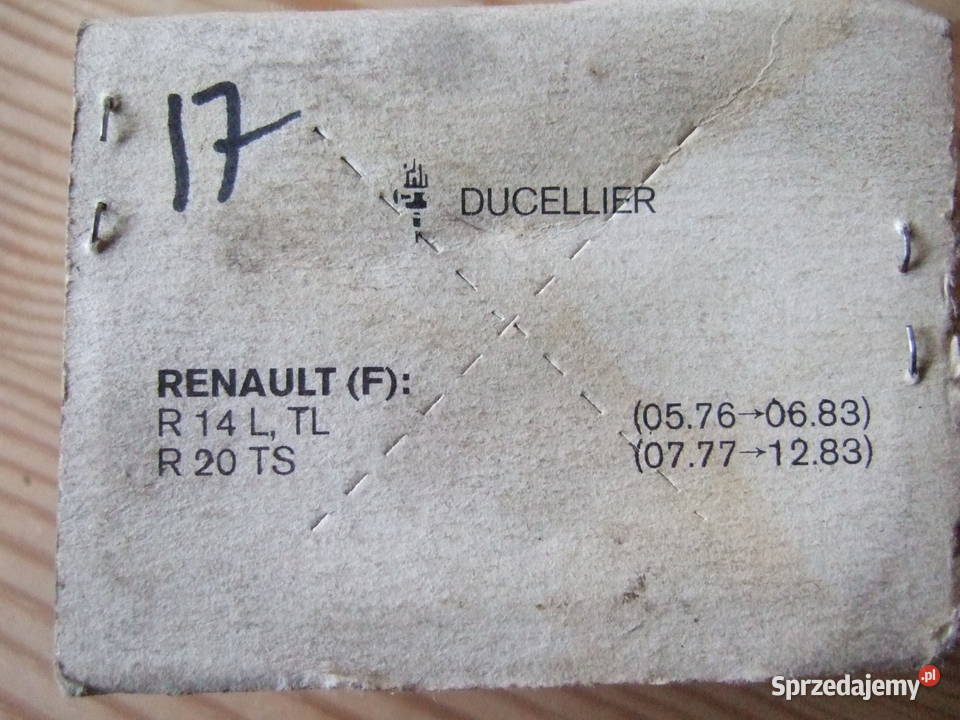 17
DUCELLIER
RENAULT (F):
R 14 L, TL (05.76→06.83)
R 20 TS (07.77→12.83)
Sprzedajemy.pl